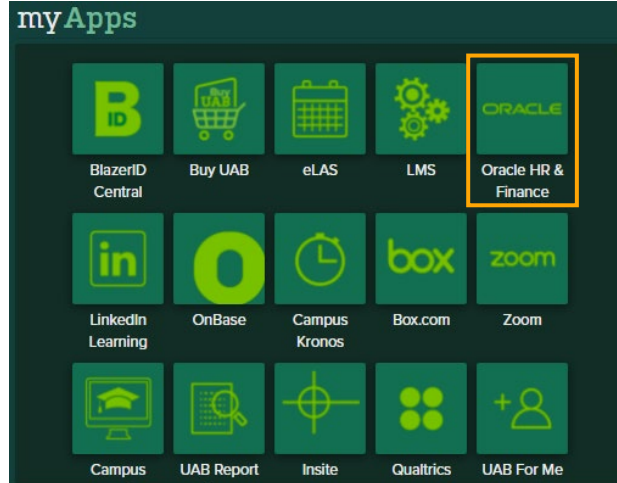 myApps
B
ID
Buy
UAB
ORACLE
BlazerID
Central
Buy UAB
eLAS
LMS
Oracle HR &
Finance
in
O
box
zoom
LinkedIn
Learning
OnBase
Campus
Kronos
Box.com
Zoom
Campus
UAB Report
Insite
Qualtrics
UAB For Me